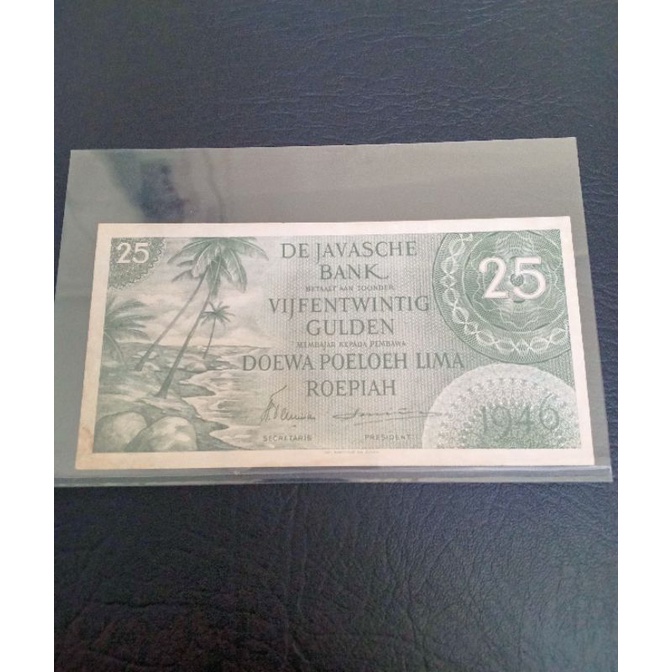 25
DE JAVASCHE
BANK
BETAALT AAN TOONDER
VIJFENTWINTIG
GULDEN
MEMBAJAR KEPADA PEMBAWA
DOEWA POELOEH LIMA
ROEPIAH
SECRETARIS PRESIDENT
25
1946